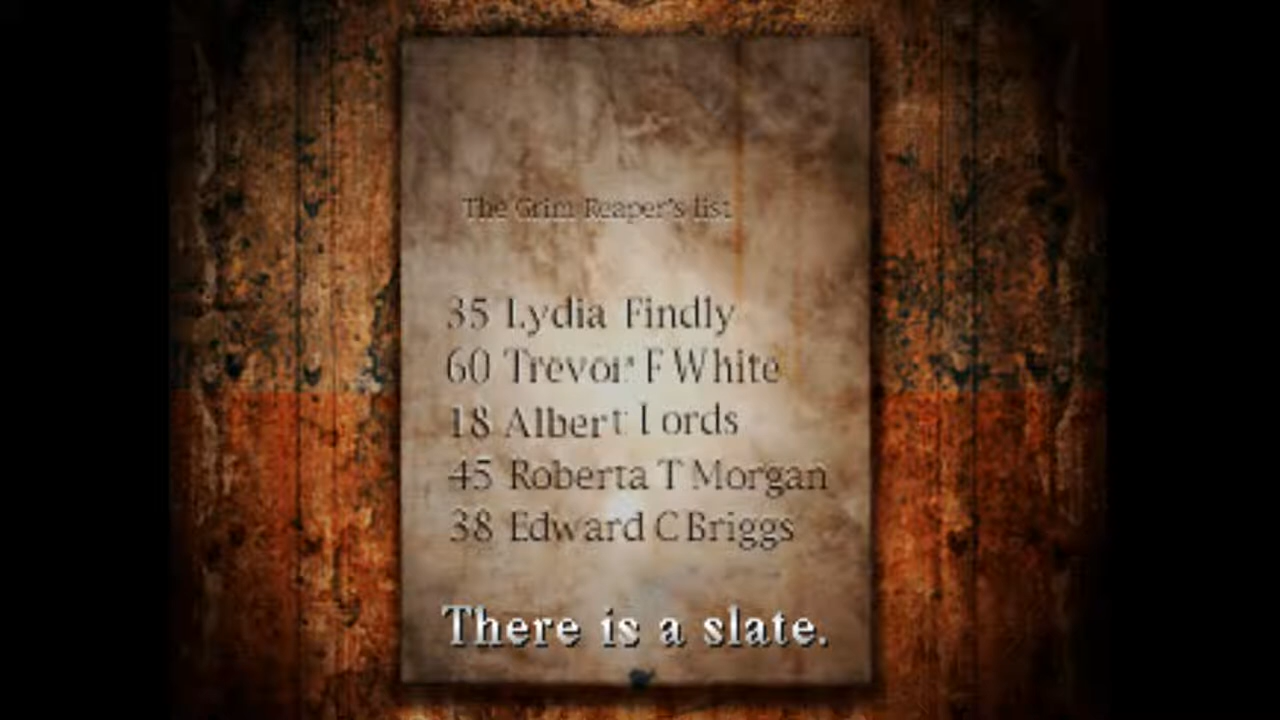 The Grim Reaper's list
35 Lydia Findly
60 Trevor F White
18 Albert Lords
45 Roberta T Morgan
38 Edward C Briggs
There is a slate.